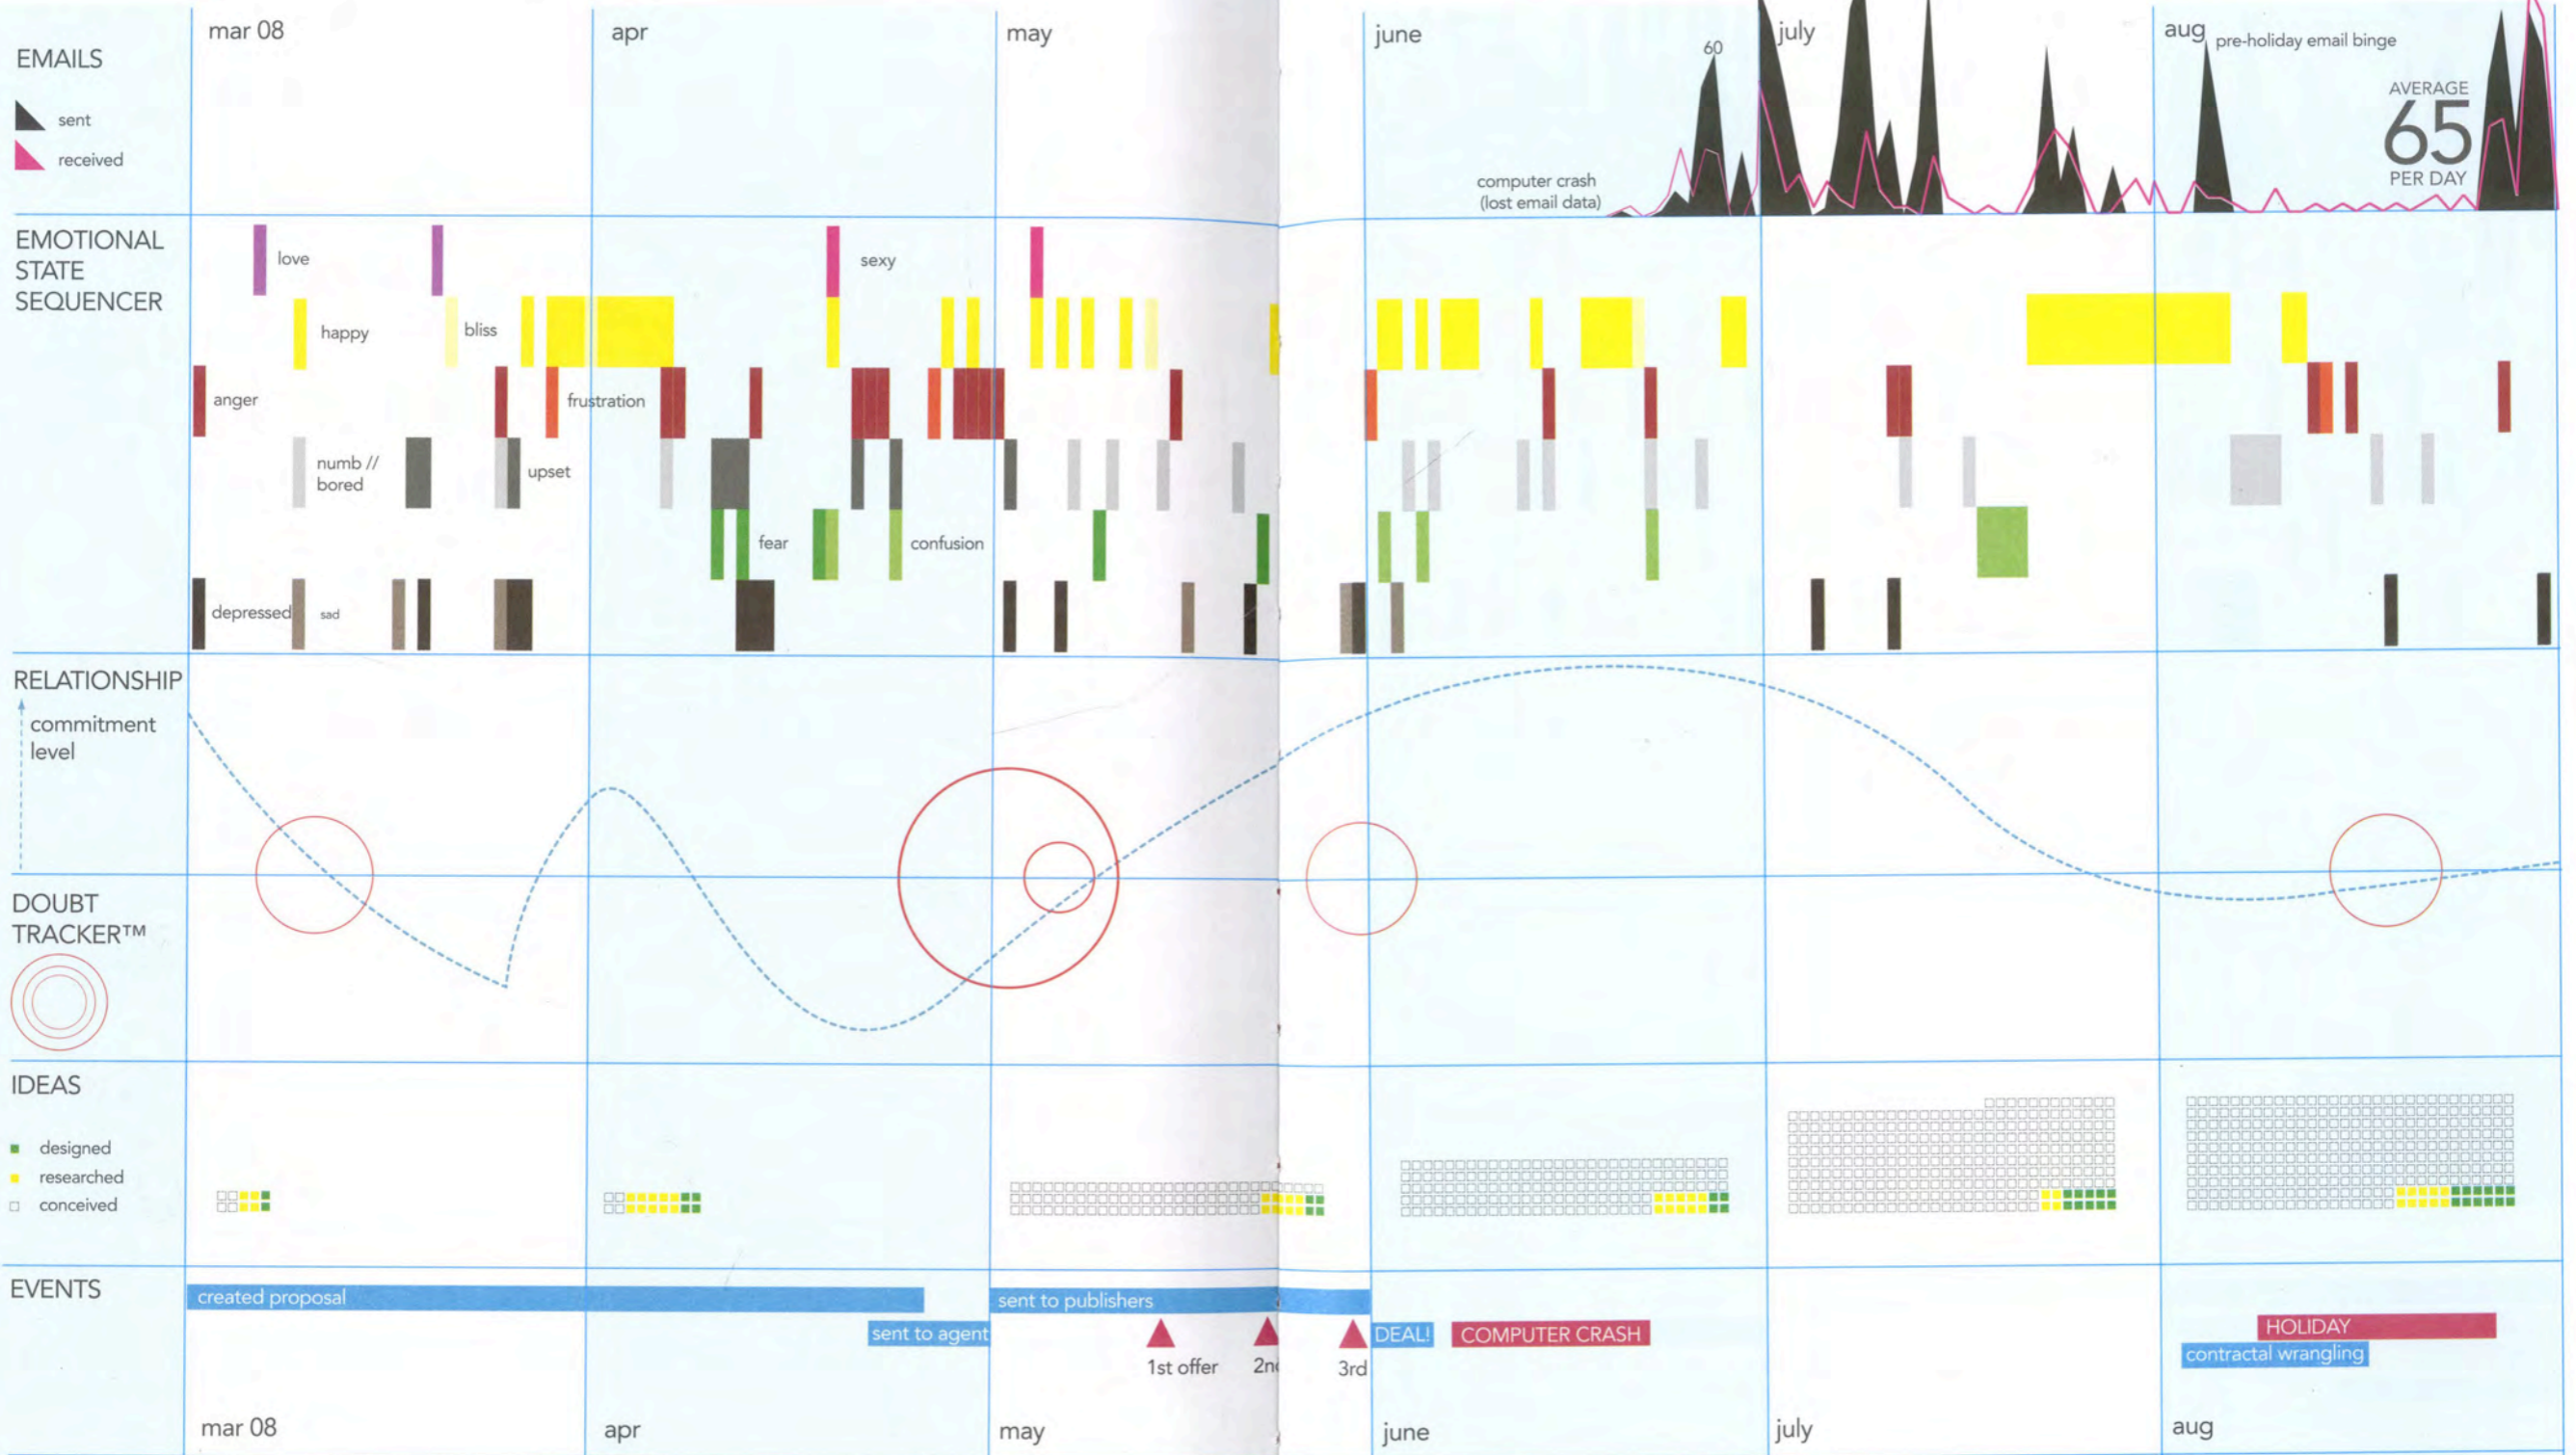 mar 08
apr
may
june
july
aug
EMAILS
sent
received
60
pre-holiday email binge
AVERAGE
65
PER DAY
computer crash
(lost email data)
EMOTIONAL
STATE
SEQUENCER
love
sexy
happy
bliss
anger
frustration
numb //
bored
upset
fear
confusion
depressed
sad
RELATIONSHIP
commitment
level
DOUBT
TRACKER™
IDEAS
designed
researched
conceived
EVENTS
created proposal
sent to publishers
sent to agent
DEAL!
COMPUTER CRASH
HOLIDAY
contractal wrangling
1st offer
2nd
3rd
mar 08
apr
may
june
july
aug